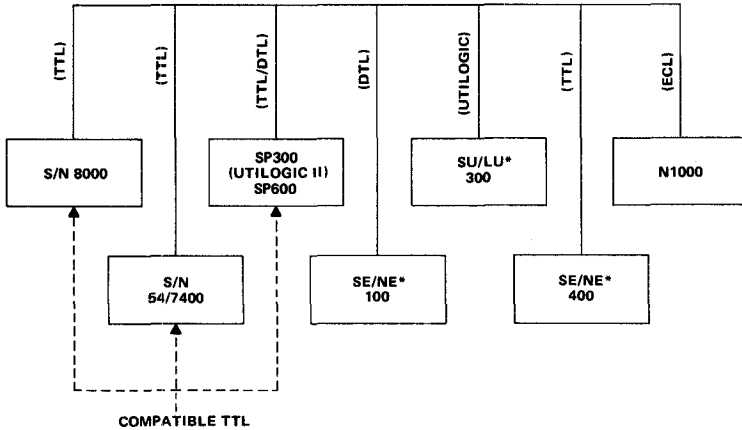 (TTL)
(TTL)
(TTL/DTL)
(DTL)
(UTILOGIC)
(TTL)
(ECL)
S/N 8000
SP300
(UTILOGIC II)
SP600
SU/LU*
300
N1000
S/N
54/7400
SE/NE*
100
SE/NE*
400
COMPATIBLE TTL